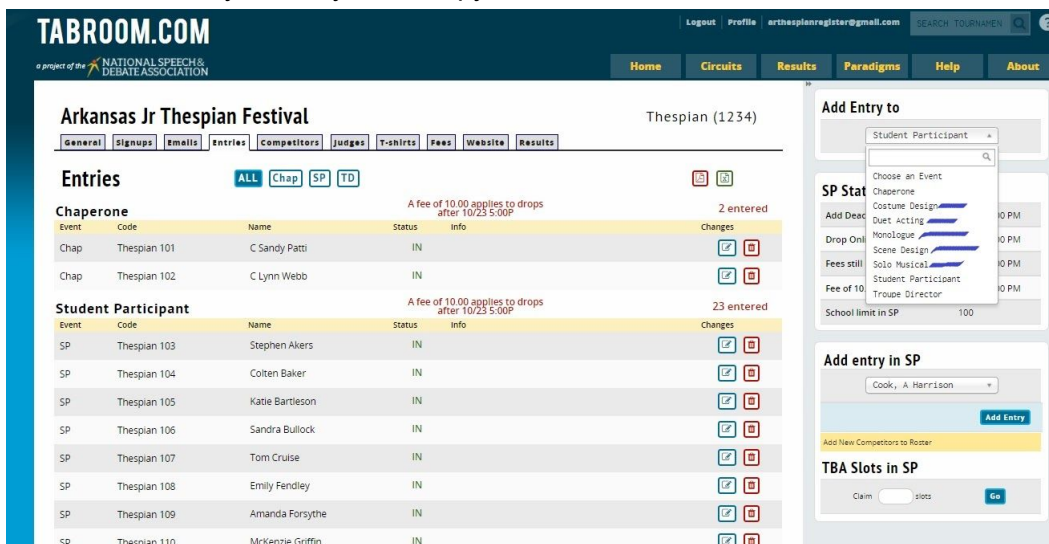 TABROOM.COM
Logout Profile arthespianregister@gmail.com SEARCH TOURNAMEN
a project of the NATIONAL SPEECH & DEBATE ASSOCIATION
Home Circuits Results Paradigms Help About
Arkansas Jr Thespian Festival
Thespian (1234)
General Signups Emails Entries Competitors Judges T-shirts Fees Website Results
Entries
ALL Chap SP TD
Chaperone
A fee of 10.00 applies to drops
after 10/23 5:00P
2 entered
Event Code Name Status Info Changes
Chap Thespian 101 C Sandy Patti IN
Chap Thespian 102 C Lynn Webb IN
Student Participant
A fee of 10.00 applies to drops
after 10/23 5:00P
23 entered
Event Code Name Status Info Changes
SP Thespian 103 Stephen Akers IN
SP Thespian 104 Colten Baker IN
SP Thespian 105 Katie Bartleson IN
SP Thespian 106 Sandra Bullock IN
SP Thespian 107 Tom Cruise IN
SP Thespian 108 Emily Fendley IN
SP Thespian 109 Amanda Forsythe IN
SP Thespian 110 McKenzie Griffin IN
Add Entry to
Student Participant
Choose an Event
Chaperone
Costume Design
Duet Acting
Monologue
Scene Design
Solo Musical
Student Participant
Troupe Director
SP Stat
Add Dead 00 PM
Drop Onli 00 PM
Fees still 00 PM
Fee of 10. 00 PM
School limit in SP 100
Add entry in SP
Cook, A Harrison
Add Entry
Add New Competitors to Roster
TBA Slots in SP
Claim slots Go